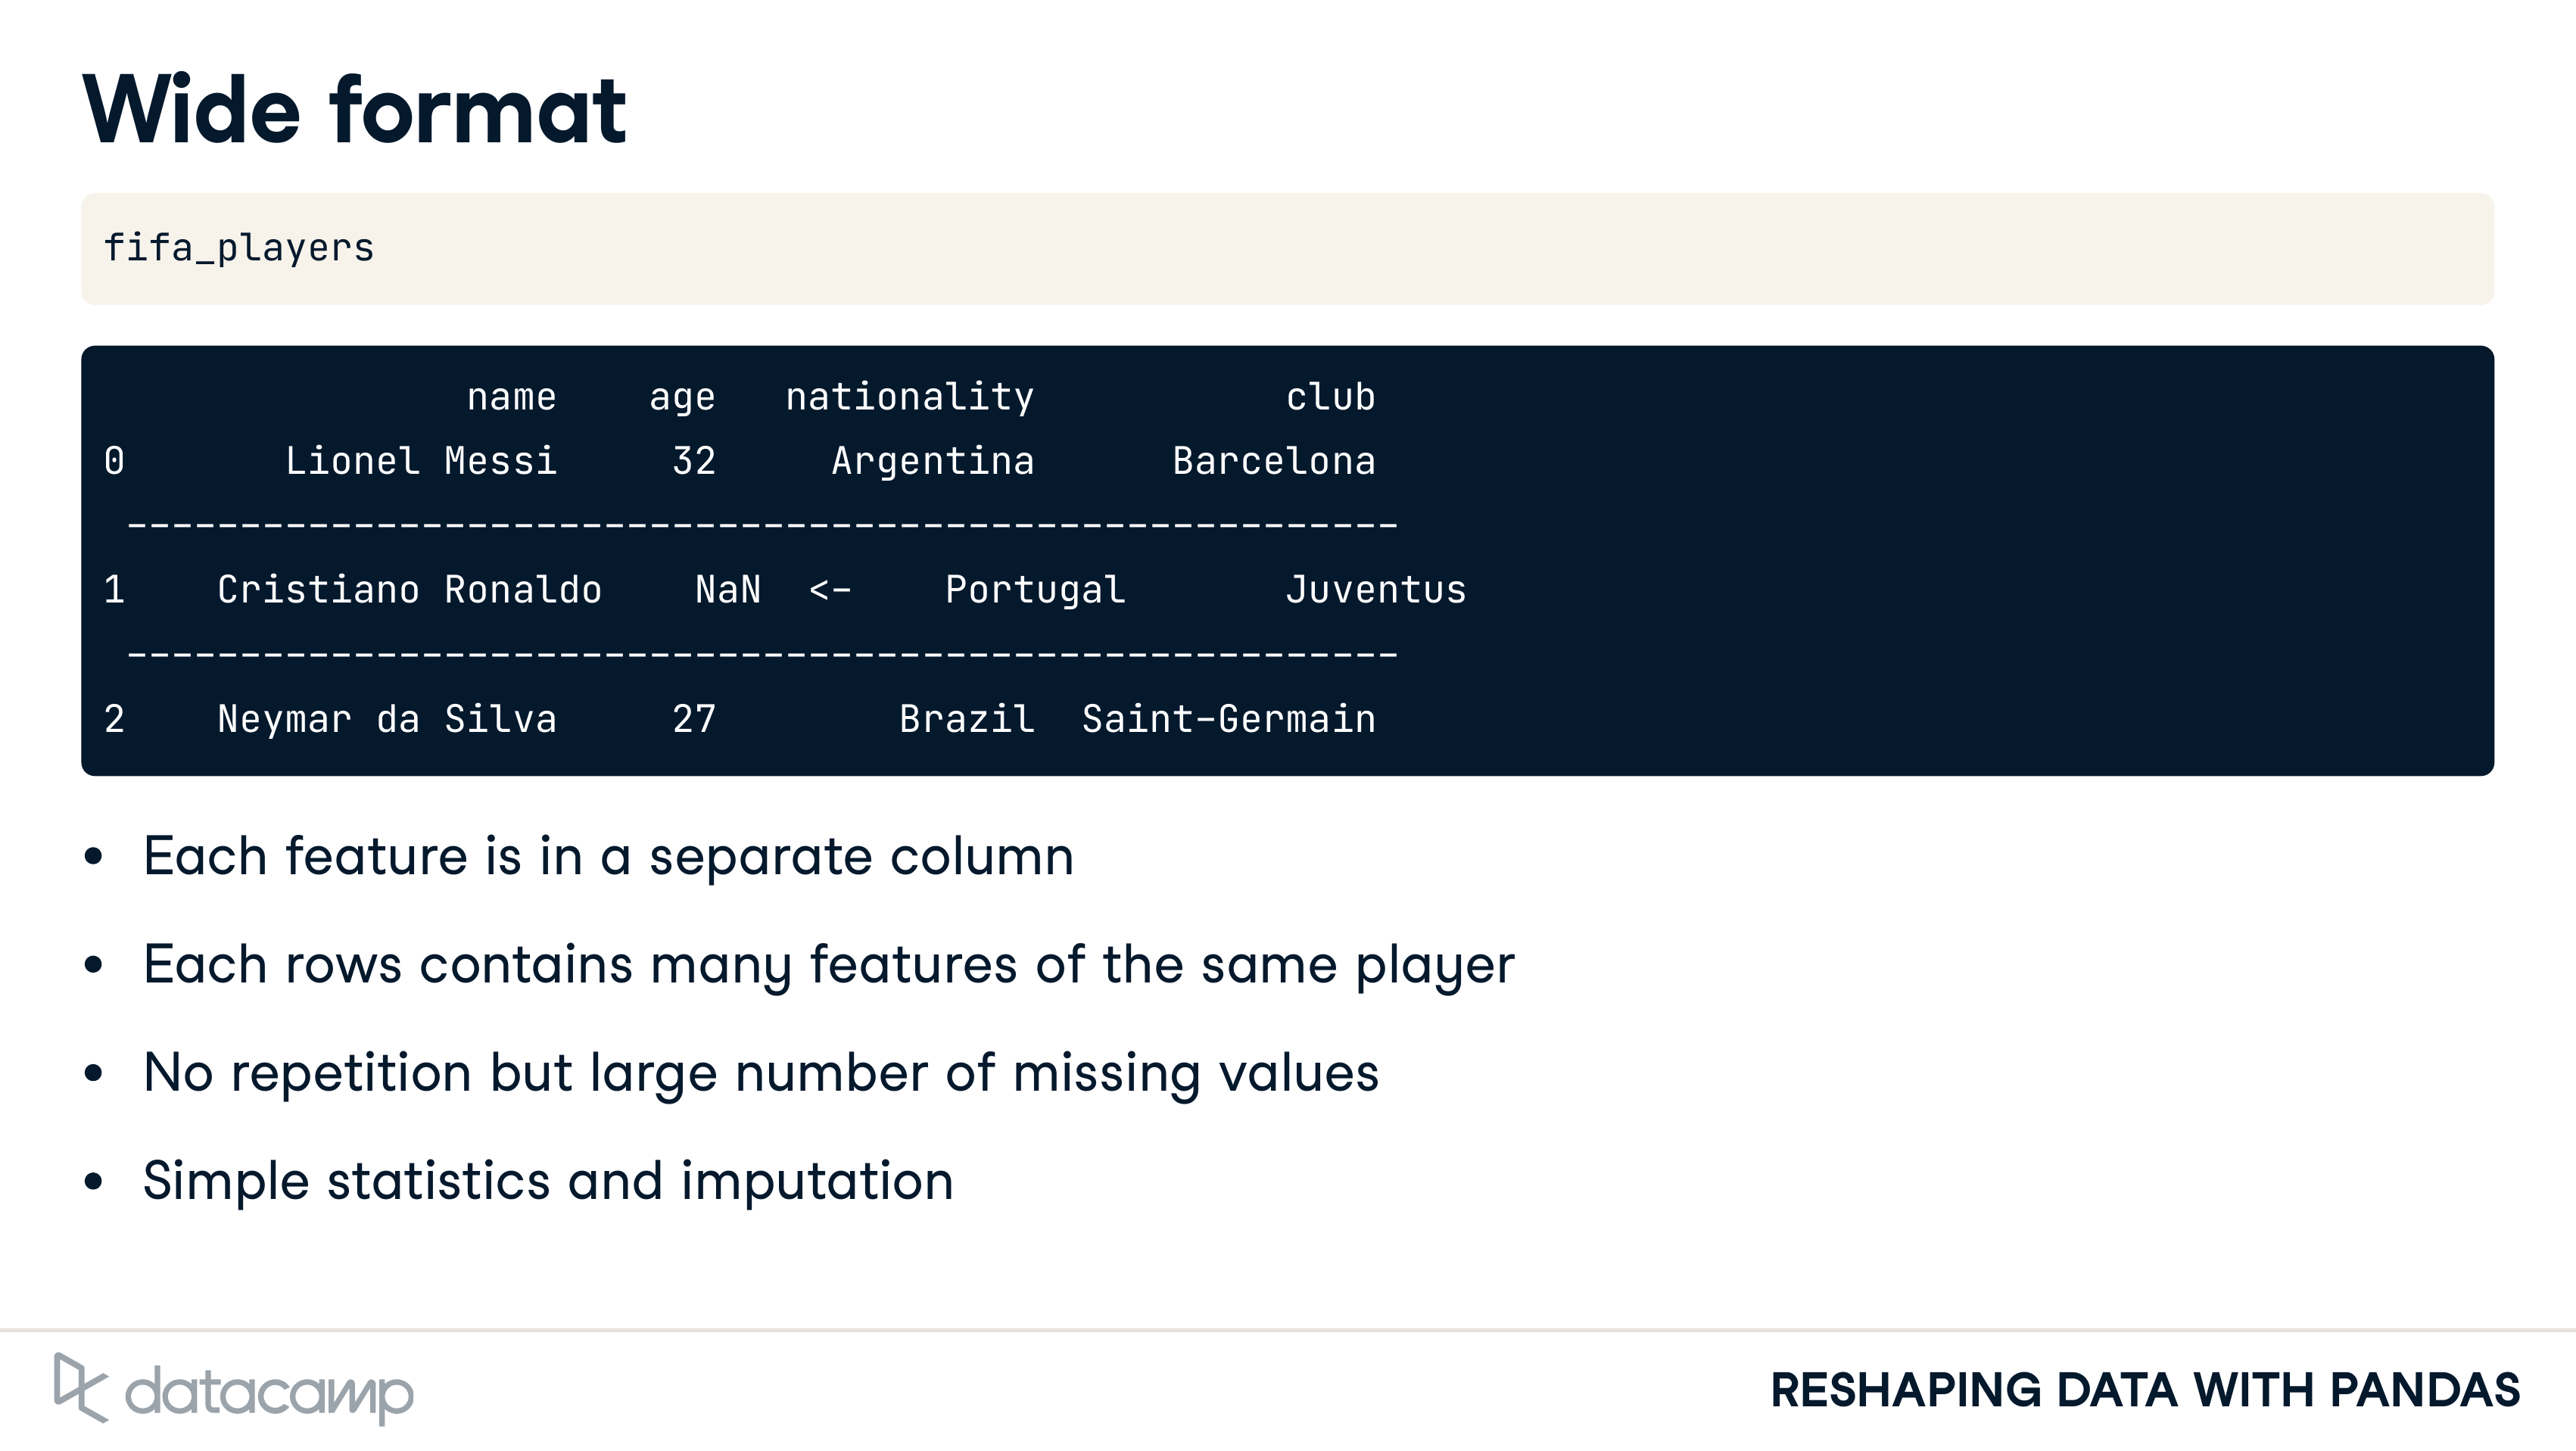 Wide format
fifa_players
name age nationality club
0 Lionel Messi 32 Argentina Barcelona
--------------------------------------------------------
1 Cristiano Ronaldo NaN <- Portugal Juventus
--------------------------------------------------------
2 Neymar da Silva 27 Brazil Saint-Germain
• Each feature is in a separate column
• Each rows contains many features of the same player
• No repetition but large number of missing values
• Simple statistics and imputation
datacamp
RESHAPING DATA WITH PANDAS